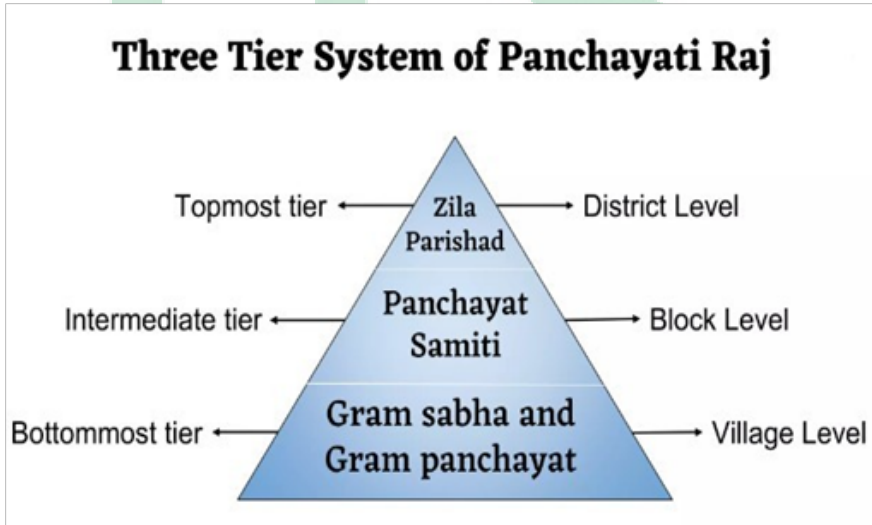 Three Tier System of Panchayati Raj
Topmost tier
Zila
Parishad
District Level
Intermediate tier
Panchayat
Samiti
Block Level
Bottommost tier
Gram sabha and
Gram panchayat
Village Level